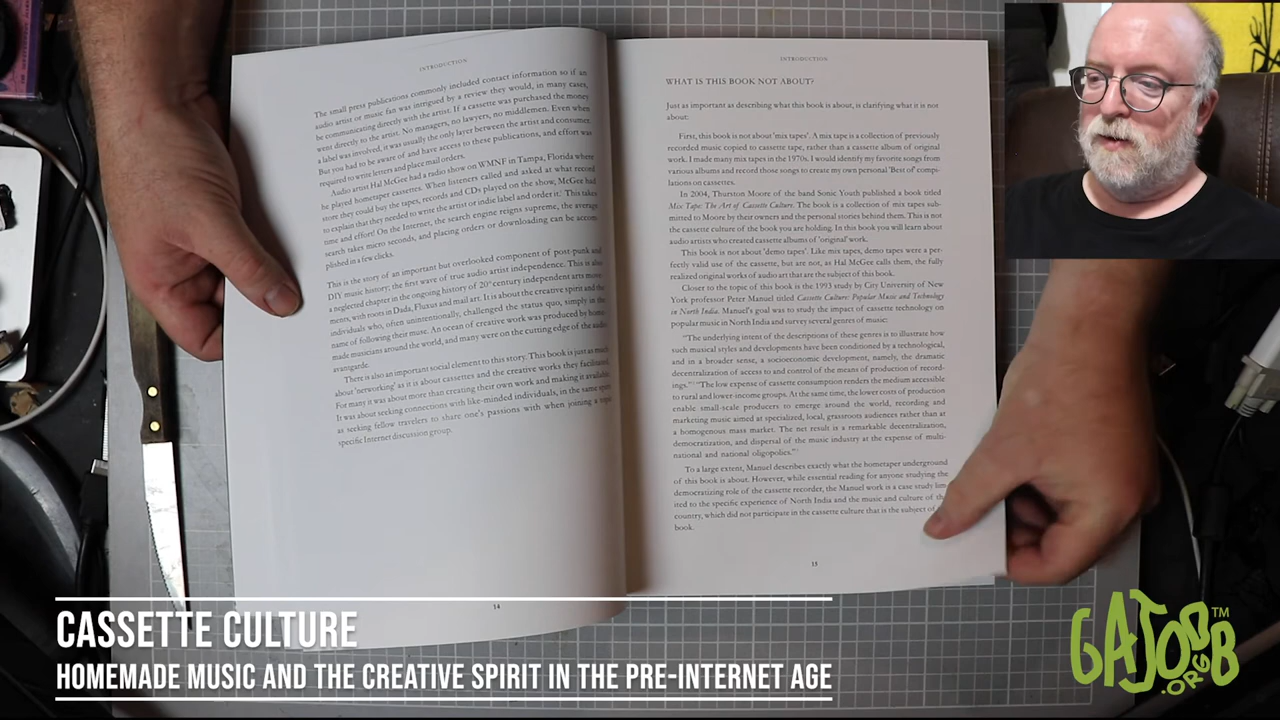 INTRODUCTION
The small press publications commonly included contact information so if an
audio artist or music fan was intrigued by a review they would, in many cases,
be communicating directly with the artist. If a cassette was purchased the money
went directly to the artist. No managers, no lawyers, no middlemen. Even when
a label was involved, it was usually the only layer between the artist and consumer.
But you had to be aware of and have access to these publications, and effort was
required to write letters and place mail orders.
Audio artist Hal McGee had a radio show on WMNF in Tampa, Florida where
he played hometaper cassettes. When listeners called and asked at what record
store they could buy the tapes, records and CDs played on the show, McGee had
to explain that they needed to write the artist or indie label and order it. This takes
time and effort! On the Internet, the search engine reigns supreme, the average
search takes micro seconds, and placing orders or downloading can be accom-
plished in a few clicks.
This is the story of an important but overlooked component of post-punk and
DIY music history; the first wave of true audio artist independence. This is also
a neglected chapter in the ongoing history of 20th century independent arts move-
ments, with roots in Dada, Fluxus and mail art. It is about the creative spirit and the
individuals who, often unintentionally, challenged the status quo, simply in the
name of following their muse. An ocean of creative work was produced by home-
made musicians around the world, and many were on the cutting edge of the audio
avantgarde.
There is also an important social element to this story. This book is just as much
about 'networking' as it is about cassettes and the creative works they facilitated.
For many it was about more than creating their own work and making it available.
It was about seeking connections with like-minded individuals, in the same spirit
as seeking fellow travelers to share one's passions with when joining a topic
specific Internet discussion group.
14
INTRODUCTION
WHAT IS THIS BOOK NOT ABOUT?
Just as important as describing what this book is about, is clarifying what it is not
about:
First, this book is not about 'mix tapes'. A mix tape is a collection of previously
recorded music copied to cassette tape, rather than a cassette album of original
work. I made many mix tapes in the 1970s. I would identify my favorite songs from
various albums and record those songs to create my own personal 'Best of' compi-
lations on cassettes.
In 2004, Thurston Moore of the band Sonic Youth published a book titled
Mix Tape: The Art of Cassette Culture. The book is a collection of mix tapes sub-
mitted to Moore by their owners and the personal stories behind them. This is not
the cassette culture of the book you are holding. In this book you will learn about
audio artists who created cassette albums of 'original' work.
This book is not about 'demo tapes'. Like mix tapes, demo tapes were a per-
fectly valid use of the cassette, but are not, as Hal McGee calls them, the fully
realized original works of audio art that are the subject of this book.
Closer to the topic of this book is the 1993 study by City University of New
York professor Peter Manuel titled Cassette Culture: Popular Music and Technology
in North India. Manuel's goal was to study the impact of cassette technology on
popular music in North India and survey several genres of music:
"The underlying intent of the descriptions of these genres is to illustrate how
such musical styles and developments have been conditioned by a technological,
and in a broader sense, a socioeconomic development, namely, the dramatic
decentralization of access to and control of the means of production of record-
ings." "The low expense of cassette consumption renders the medium accessible
to rural and lower-income groups. At the same time, the lower costs of production
enable small-scale producers to emerge around the world, recording and
marketing music aimed at specialized, local, grassroots audiences rather than at
a homogenous mass market. The net result is a remarkable decentralization,
democratization, and dispersal of the music industry at the expense of multi-
national and national oligopolies."
To a large extent, Manuel describes exactly what the hometaper underground
of this book is about. However, while essential reading for anyone studying the
democratizing role of the cassette recorder, the Manuel work is a case study lim-
ited to the specific experience of North India and the music and culture of that
country, which did not participate in the cassette culture that is the subject of
book.
15
CASSETTE CULTURE
HOMEMADE MUSIC AND THE CREATIVE SPIRIT IN THE PRE-INTERNET AGE
GAJOOB™
.ORG